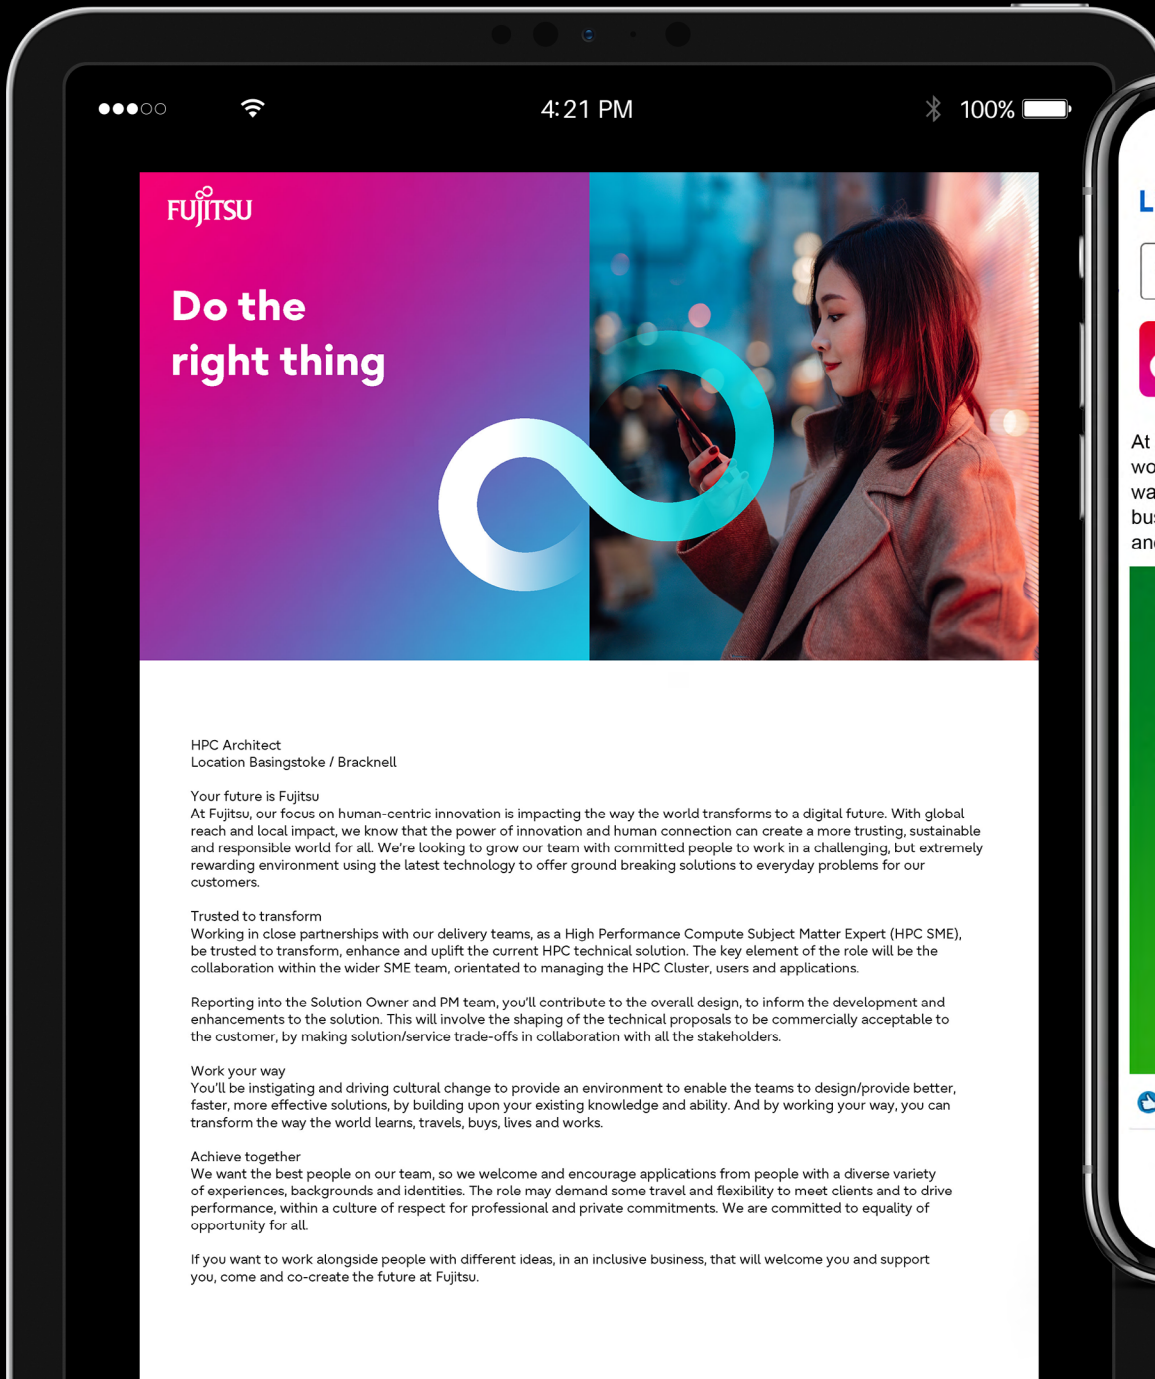 4:21 PM
100%
FUJITSU
Do the
right thing
HPC Architect
Location Basingstoke / Bracknell
Your future is Fujitsu
At Fujitsu, our focus on human-centric innovation is impacting the way the world transforms to a digital future. With global
reach and local impact, we know that the power of innovation and human connection can create a more trusting, sustainable
and responsible world for all. We're looking to grow our team with committed people to work in a challenging, but extremely
rewarding environment using the latest technology to offer ground breaking solutions to everyday problems for our
customers.
Trusted to transform
Working in close partnerships with our delivery teams, as a High Performance Compute Subject Matter Expert (HPC SME),
be trusted to transform, enhance and uplift the current HPC technical solution. The key element of the role will be the
collaboration within the wider SME team, orientated to managing the HPC Cluster, users and applications.
Reporting into the Solution Owner and PM team, you'll contribute to the overall design, to inform the development and
enhancements to the solution. This will involve the shaping of the technical proposals to be commercially acceptable to
the customer, by making solution/service trade-offs in collaboration with all the stakeholders.
Work your way
You'll be instigating and driving cultural change to provide an environment to enable the teams to design/provide better,
faster, more effective solutions, by building upon your existing knowledge and ability. And by working your way, you can
transform the way the world learns, travels, buys, lives and works.
Achieve together
We want the best people on our team, so we welcome and encourage applications from people with a diverse variety
of experiences, backgrounds and identities. The role may demand some travel and flexibility to meet clients and to drive
performance, within a culture of respect for professional and private commitments. We are committed to equality of
opportunity for all.
If you want to work alongside people with different ideas, in an inclusive business, that will welcome you and support
you, come and co-create the future at Fujitsu.
L
At